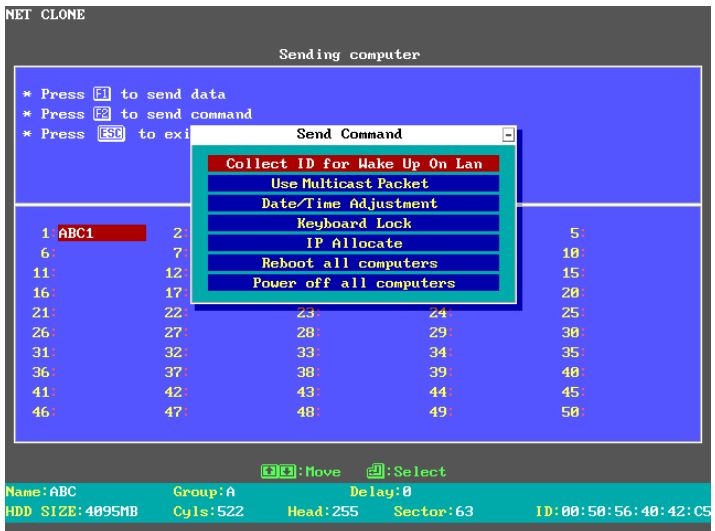 NET CLONE
Sending computer
* Press F1 to send data
* Press F2 to send command
* Press ESC to exi
Send Command
Collect ID for Wake Up On Lan
Use Multicast Packet
Date/Time Adjustment
Keyboard Lock
IP Allocate
Reboot all computers
Power off all computers
1: ABC1 2: 5:
6: 7: 10:
11: 12: 15:
16: 17: 20:
21: 22: 23: 24: 25:
26: 27: 28: 29: 30:
31: 32: 33: 34: 35:
36: 37: 38: 39: 40:
41: 42: 43: 44: 45:
46: 47: 48: 49: 50:
:Move :Select
Name:ABC Group:A Delay:0
HDD SIZE:4095MB Cyls:522 Head:255 Sector:63 ID:00:50:56:40:42:C5